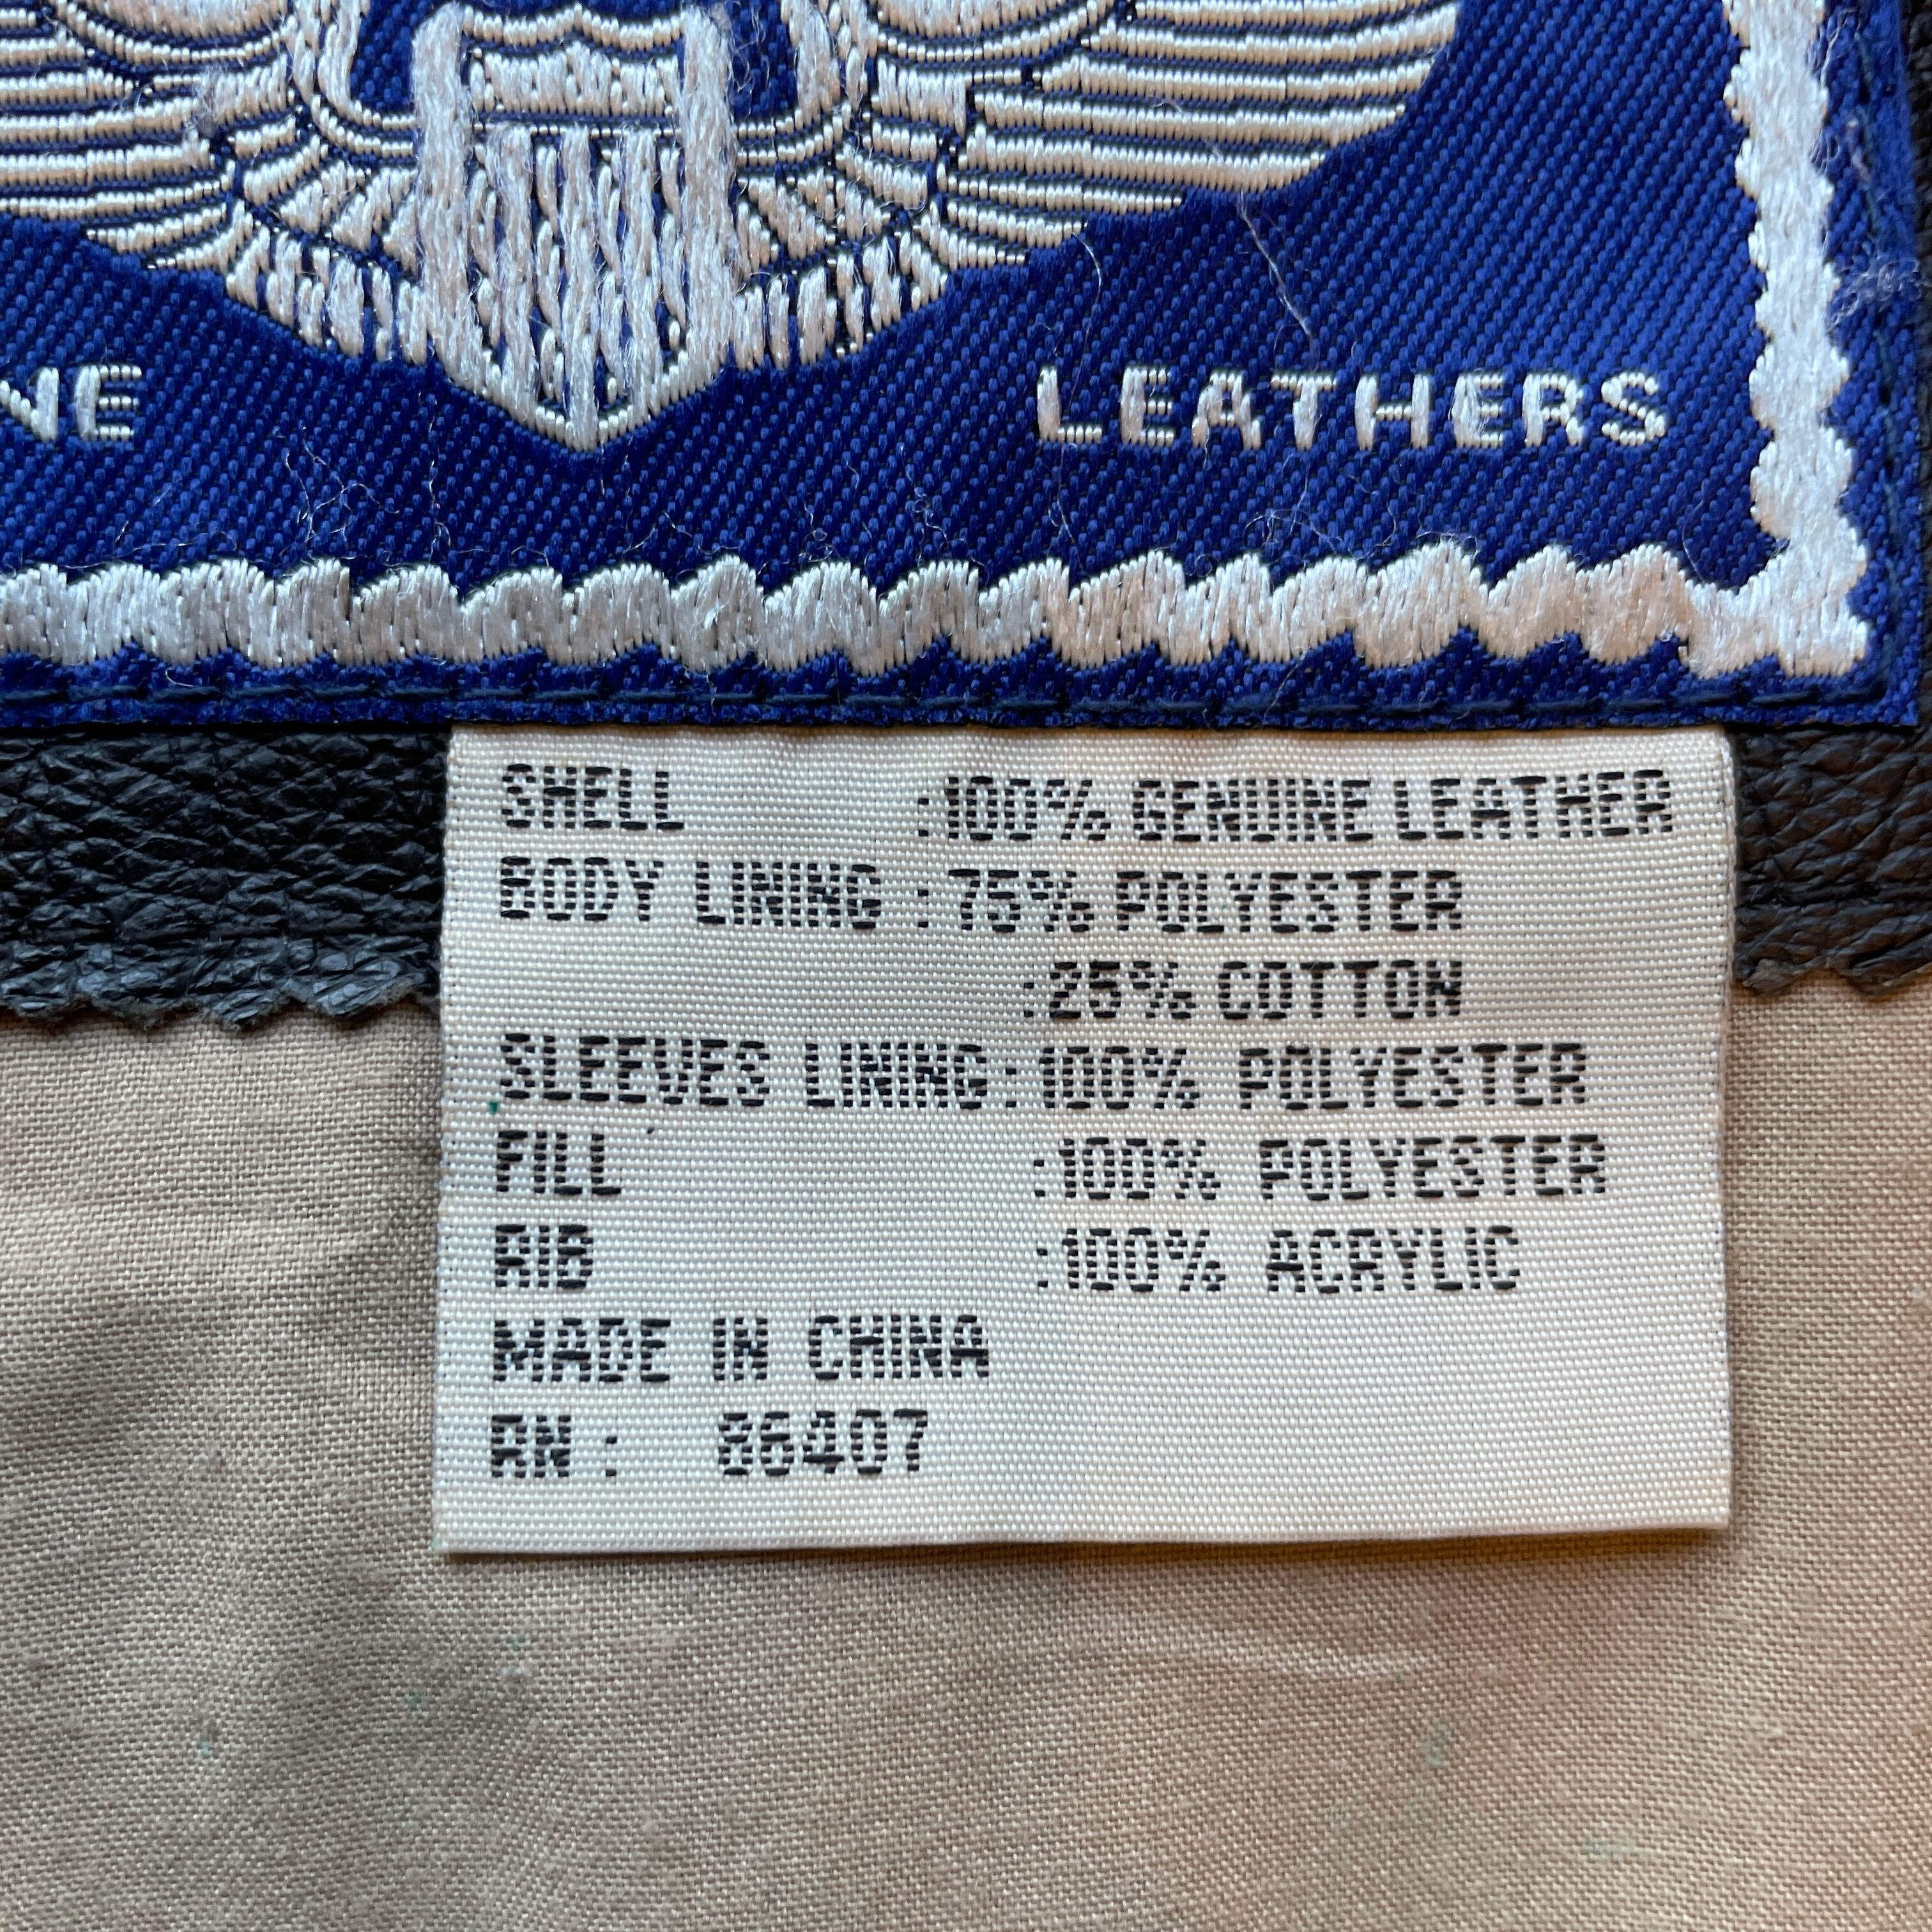 NE LEATHERS
SHELL :100% GENUINE LEATHER
BODY LINING :75% POLYESTER
:25% COTTON
SLEEVES LINING :100% POLYESTER
FILL :100% POLYESTER
RIB :100% ACRYLIC
MADE IN CHINA
RN : 86407